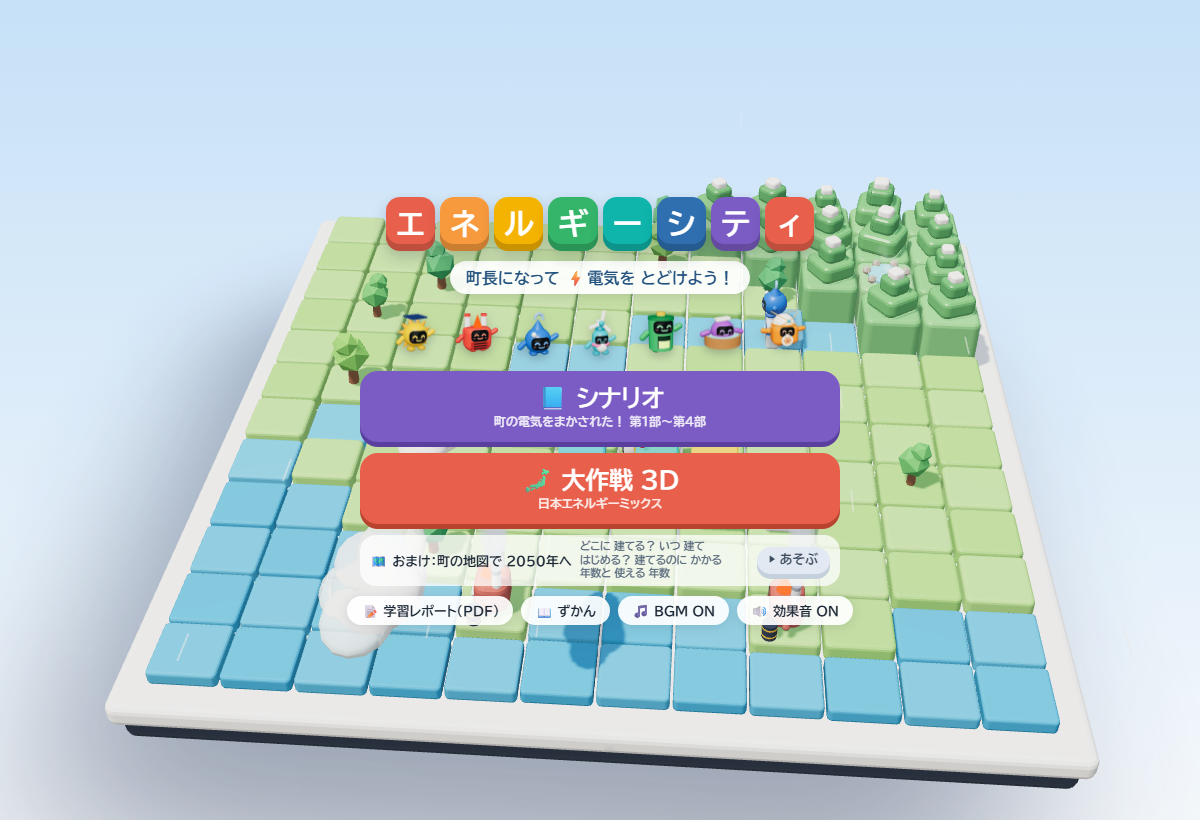 エネルギーシティ
町長になって ⚡電気を とどけよう！
シナリオ
町の電気をまかされた！ 第1部〜第4部
大作戦 3D
日本エネルギーミックス
おまけ：町の地図で 2050年へ
どこに 建てる？ いつ 建て
はじめる？ 建てるのに かかる
年数と 使える 年数
▶あそぶ
学習レポート（PDF）
ずかん
BGM ON
効果音 ON